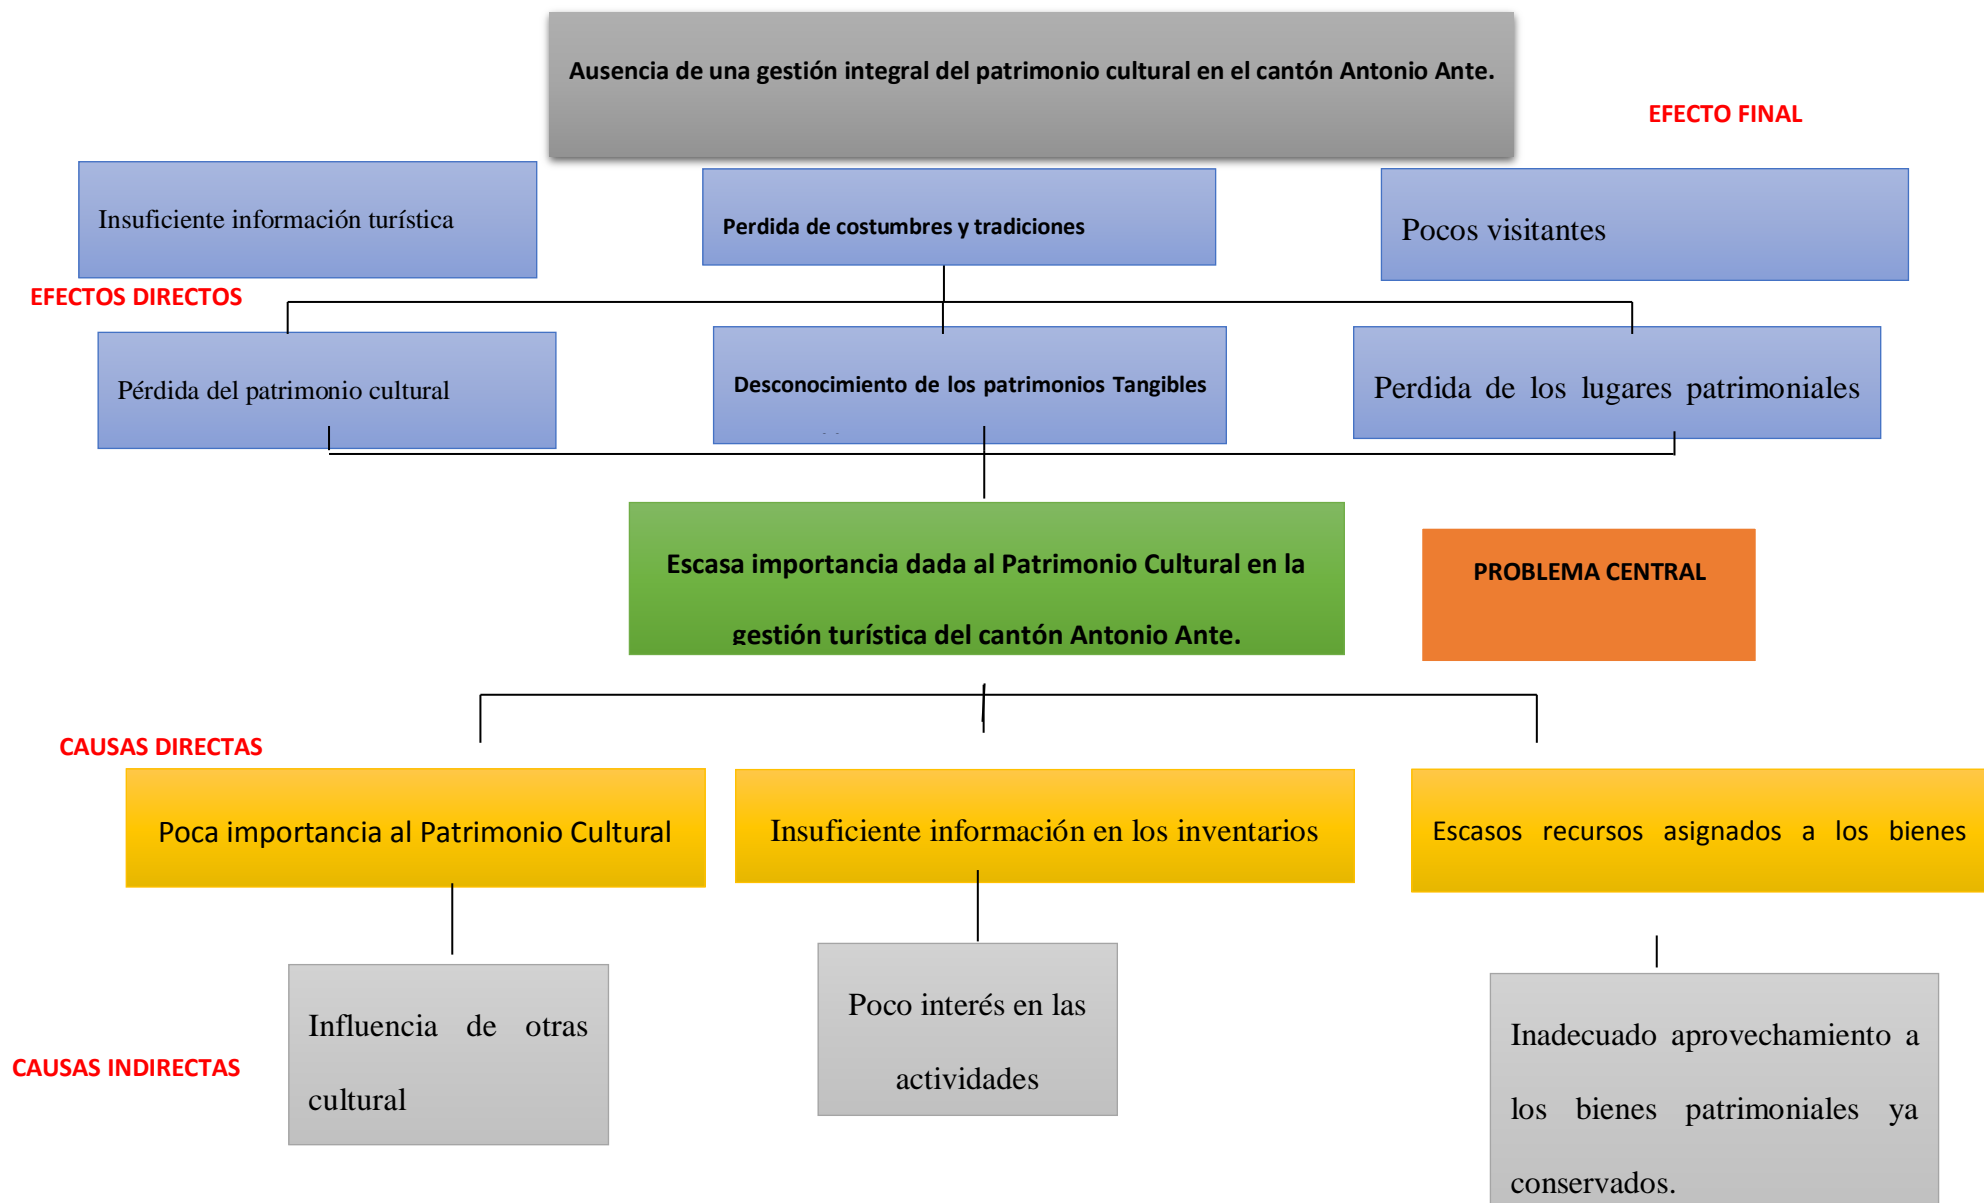 Ausencia de una gestión integral del patrimonio cultural en el cantón Antonio Ante.
EFECTO FINAL
Insuficiente información turística
Perdida de costumbres y tradiciones
Pocos visitantes
EFECTOS DIRECTOS
Pérdida del patrimonio cultural
Desconocimiento de los patrimonios Tangibles
Perdida de los lugares patrimoniales
Escasa importancia dada al Patrimonio Cultural en la
gestión turística del cantón Antonio Ante.
PROBLEMA CENTRAL
CAUSAS DIRECTAS
Poca importancia al Patrimonio Cultural
Insuficiente información en los inventarios
Escasos recursos asignados a los bienes
CAUSAS INDIRECTAS
Influencia de otras
cultural
Poco interés en las
actividades
Inadecuado aprovechamiento a
los bienes patrimoniales ya
conservados.